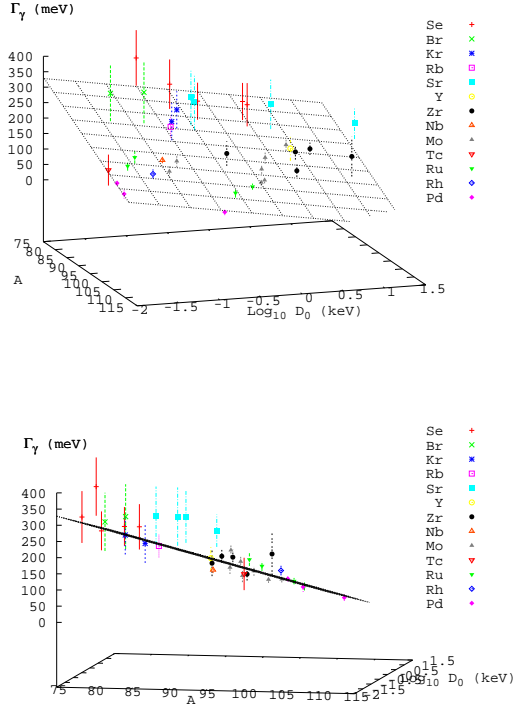 Γγ (meV)
Se
Br
Kr
Rb
Sr
Y
Zr
Nb
Mo
Tc
Ru
Rh
Pd
400
350
300
250
200
150
100
50
0
75
80
85
90
95
100
105
110
115
A
-2
-1.5
-1
-0.5
0
0.5
1
1.5
Log10 D0 (keV)
Γγ (meV)
Se
Br
Kr
Rb
Sr
Y
Zr
Nb
Mo
Tc
Ru
Rh
Pd
400
350
300
250
200
150
100
50
0
75 80 85 90 95 100 105 110 115
A
-2
1.5
D0 (keV)